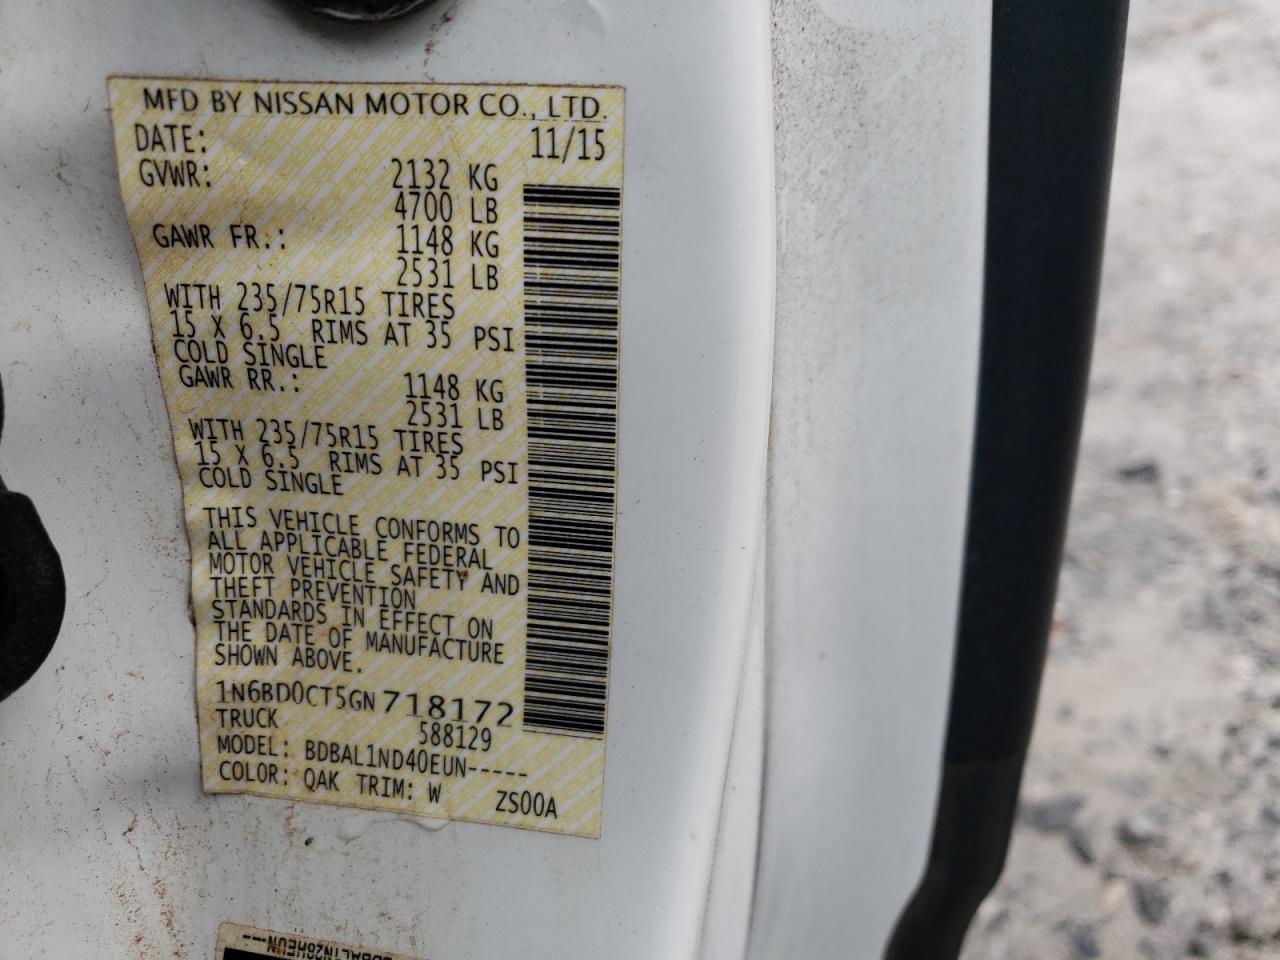 MFD BY NISSAN MOTOR CO., LTD.
DATE: 11/15
GVWR: 2132 KG
4700 LB
GAWR FR.: 1148 KG
2531 LB
WITH 235/75R15 TIRES
15 X 6.5 RIMS AT 35 PSI
COLD SINGLE
GAWR RR.: 1148 KG
2531 LB
WITH 235/75R15 TIRES
15 X 6.5 RIMS AT 35 PSI
COLD SINGLE
THIS VEHICLE CONFORMS TO
ALL APPLICABLE FEDERAL
MOTOR VEHICLE SAFETY AND
THEFT PREVENTION
STANDARDS IN EFFECT ON
THE DATE OF MANUFACTURE
SHOWN ABOVE.
1N6BD0CT5GN718172
TRUCK 588129
MODEL: BDBAL1ND40EUN-----
COLOR: QAK TRIM: W ZS00A